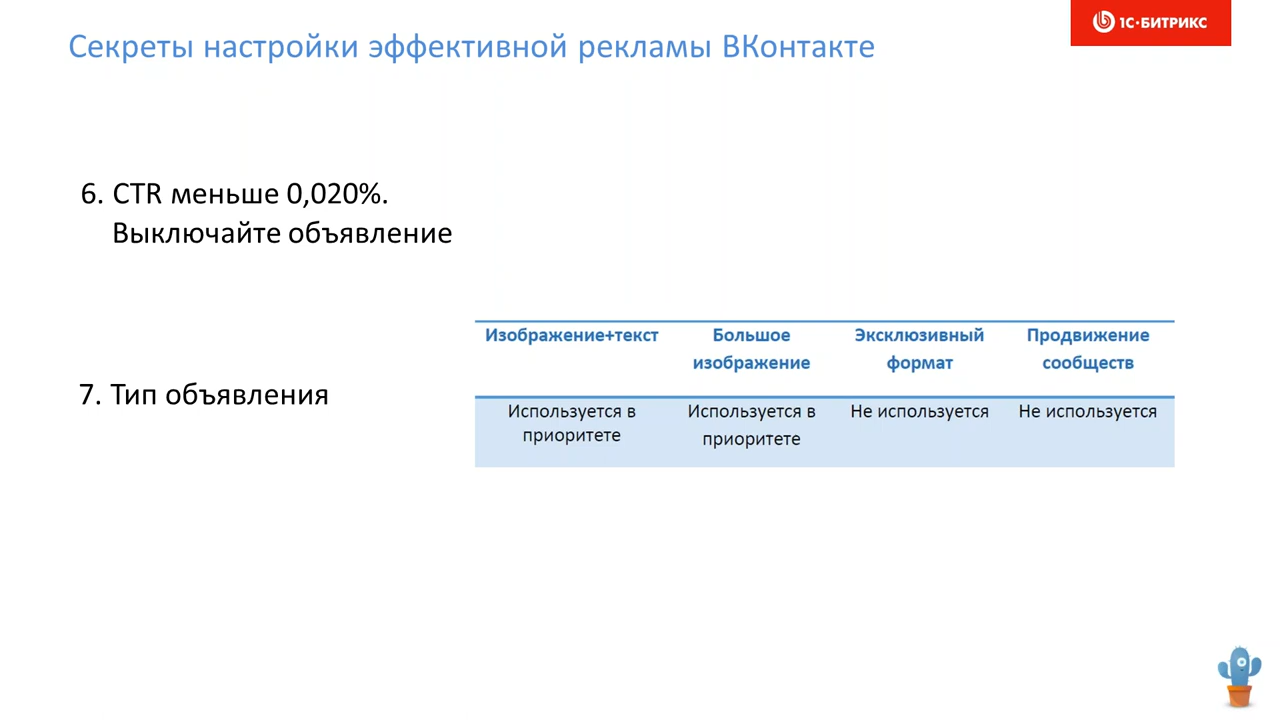 Секреты настройки эффективной рекламы ВКонтакте
1С·БИТРИКС
6. CTR меньше 0,020%.
Выключайте объявление
7. Тип объявления
Изображение+текст
Большое
изображение
Эксклюзивный
формат
Продвижение
сообществ
Используется в
приоритете
Используется в
приоритете
Не используется
Не используется